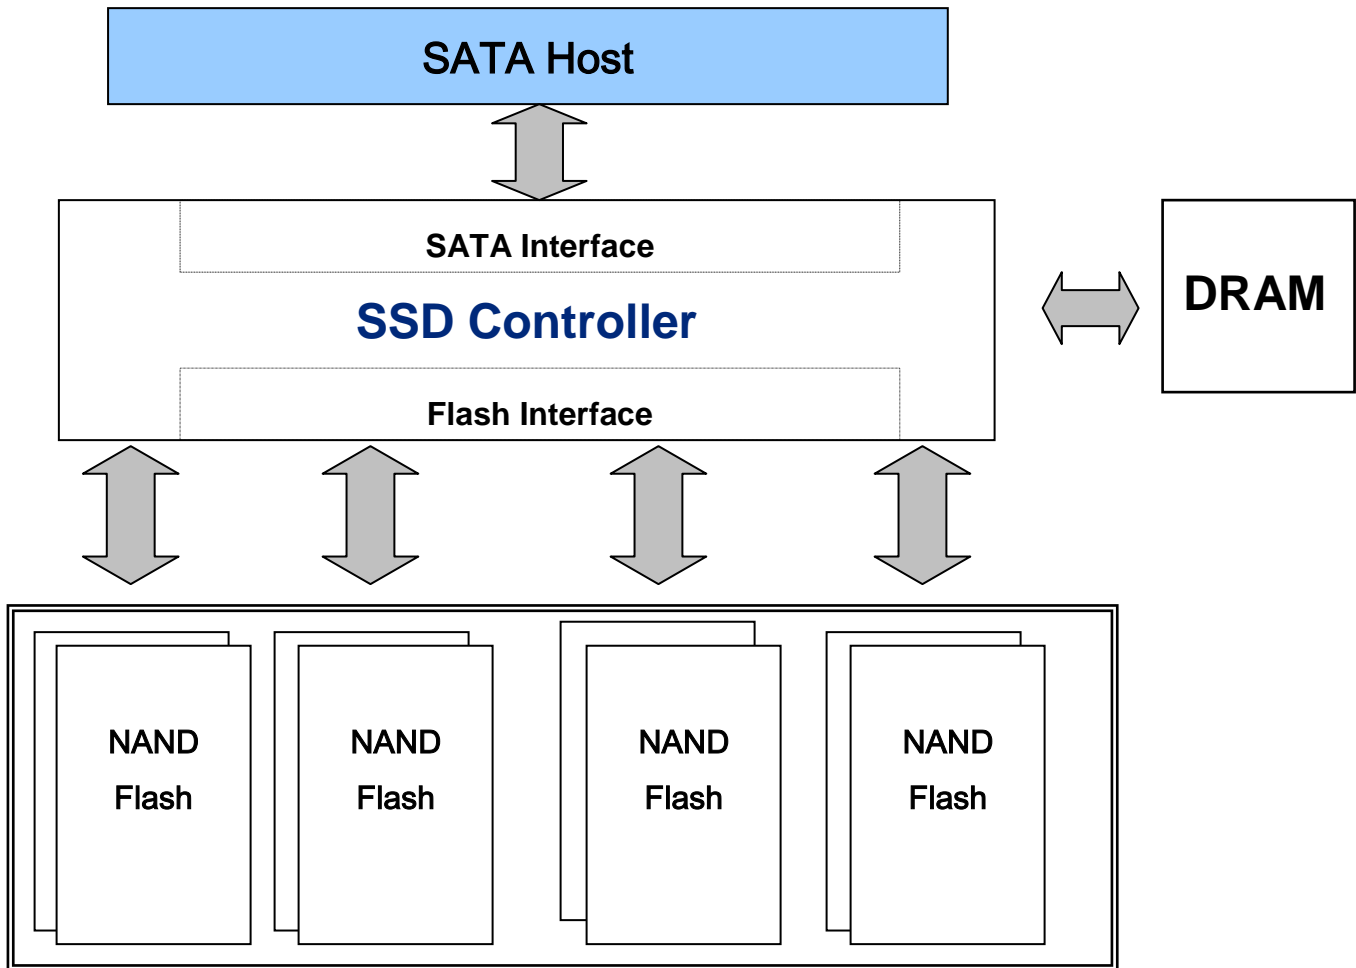 SATA Host
SATA Interface
SSD Controller
DRAM
Flash Interface
NAND
Flash
NAND
Flash
NAND
Flash
NAND
Flash